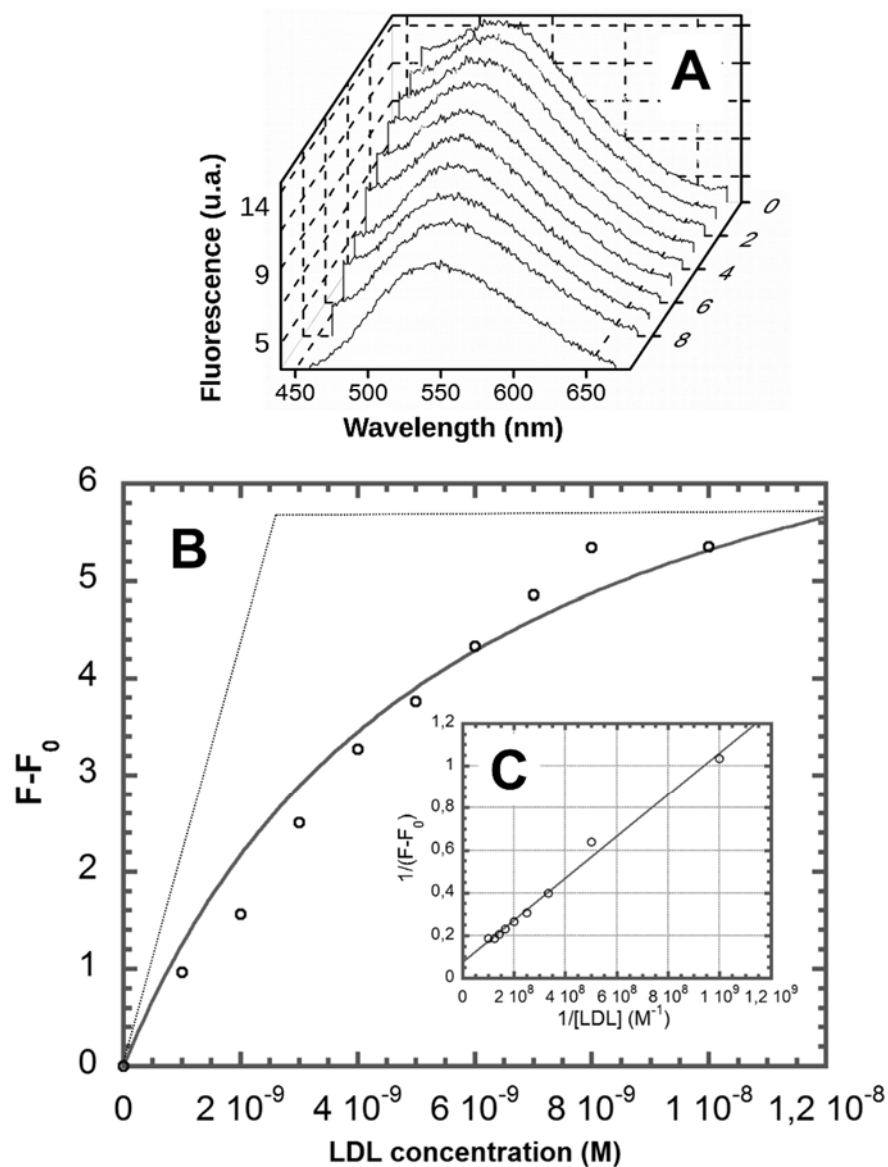 A
Fluorescence (u.a.)
14
9
5
0
2
4
6
8
450 500 550 600 650
Wavelength (nm)
B
F-F0
6
5
4
3
2
1
0
C
1/(F-F0)
1,2
1
0,8
0,6
0,4
0,2
0
0 2 10^8 4 10^8 6 10^8 8 10^8 1 10^9 1,2 10^9
1/[LDL] (M^-1)
0 2 10^-9 4 10^-9 6 10^-9 8 10^-9 1 10^-8 1,2 10^-8
LDL concentration (M)